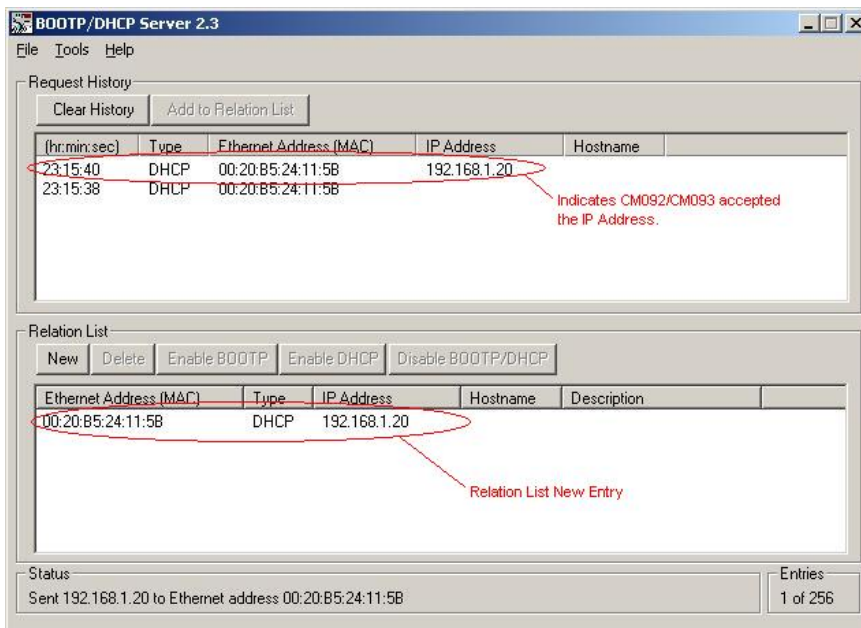 BOOTP/DHCP Server 2.3
File Tools Help
Request History
Clear History Add to Relation List
(hr:min:sec) Type Ethernet Address (MAC) IP Address Hostname
23:15:40 DHCP 00:20:B5:24:11:5B 192.168.1.20
23:15:38 DHCP 00:20:B5:24:11:5B
Indicates CM092/CM093 accepted
the IP Address.
Relation List
New Delete Enable BOOTP Enable DHCP Disable BOOTP/DHCP
Ethernet Address (MAC) Type IP Address Hostname Description
00:20:B5:24:11:5B DHCP 192.168.1.20
Relation List New Entry
Status Entries
Sent 192.168.1.20 to Ethernet address 00:20:B5:24:11:5B 1 of 256